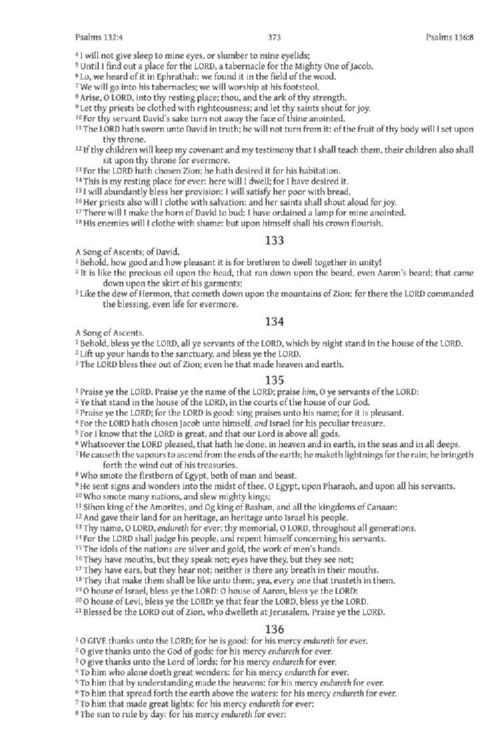 Psalms 132:4 373 Psalms 136:8
4 I will not give sleep to mine eyes, or slumber to mine eyelids;
5 Until I find out a place for the LORD, a tabernacle for the Mighty One of Jacob.
6 Lo, we heard of it in Ephrathah: we found it in the field of the wood.
7 We will go into his tabernacles; we will worship at his footstool.
8 Arise, O LORD, into thy resting place; thou, and the ark of thy strength.
9 Let thy priests be clothed with righteousness; and let thy saints shout for joy.
10 For thy servant David's sake turn not away the face of thine anointed.
11 The LORD hath sworn unto David in truth; he will not turn from it: of the fruit of thy body will I set upon
thy throne.
12 If thy children will keep my covenant and my testimony that I shall teach them, their children also shall
sit upon thy throne for evermore.
13 For the LORD hath chosen Zion; he hath desired it for his habitation.
14 This is my resting place for ever: here will I dwell; for I have desired it.
15 I will abundantly bless her provision: I will satisfy her poor with bread.
16 Her priests also will I clothe with salvation: and her saints shall shout aloud for joy.
17 There will I make the horn of David to bud: I have ordained a lamp for mine anointed.
18 His enemies will I clothe with shame: but upon himself shall his crown flourish.
133
A Song of Ascents; of David.
1 Behold, how good and how pleasant it is for brethren to dwell together in unity!
2 It is like the precious oil upon the head, that ran down upon the beard, even Aaron's beard; that came
down upon the skirt of his garments;
3 Like the dew of Hermon, that cometh down upon the mountains of Zion: for there the LORD commanded
the blessing, even life for evermore.
134
A Song of Ascents.
1 Behold, bless ye the LORD, all ye servants of the LORD, which by night stand in the house of the LORD.
2 Lift up your hands to the sanctuary, and bless ye the LORD.
3 The LORD bless thee out of Zion; even he that made heaven and earth.
135
1 Praise ye the LORD. Praise ye the name of the LORD; praise him, O ye servants of the LORD:
2 Ye that stand in the house of the LORD, in the courts of the house of our God.
3 Praise ye the LORD; for the LORD is good: sing praises unto his name; for it is pleasant.
4 For the LORD hath chosen Jacob unto himself, and Israel for his peculiar treasure.
5 For I know that the LORD is great, and that our Lord is above all gods.
6 Whatsoever the LORD pleased, that hath he done, in heaven and in earth, in the seas and in all deeps.
7 He causeth the vapours to ascend from the ends of the earth; he maketh lightnings for the rain; he bringeth
forth the wind out of his treasuries.
8 Who smote the firstborn of Egypt, both of man and beast.
9 He sent signs and wonders into the midst of thee, O Egypt, upon Pharaoh, and upon all his servants.
10 Who smote many nations, and slew mighty kings;
11 Sihon king of the Amorites, and Og king of Bashan, and all the kingdoms of Canaan:
12 And gave their land for an heritage, an heritage unto Israel his people.
13 Thy name, O LORD, endureth for ever; thy memorial, O LORD, throughout all generations.
14 For the LORD shall judge his people, and repent himself concerning his servants.
15 The idols of the nations are silver and gold, the work of men's hands.
16 They have mouths, but they speak not; eyes have they, but they see not;
17 They have ears, but they hear not; neither is there any breath in their mouths.
18 They that make them shall be like unto them; yea, every one that trusteth in them.
19 O house of Israel, bless ye the LORD: O house of Aaron, bless ye the LORD:
20 O house of Levi, bless ye the LORD: ye that fear the LORD, bless ye the LORD.
21 Blessed be the LORD out of Zion, who dwelleth at Jerusalem. Praise ye the LORD.
136
1 O GIVE thanks unto the LORD; for he is good: for his mercy endureth for ever.
2 O give thanks unto the God of gods: for his mercy endureth for ever.
3 O give thanks unto the Lord of lords: for his mercy endureth for ever.
4 To him who alone doeth great wonders: for his mercy endureth for ever.
5 To him that by understanding made the heavens: for his mercy endureth for ever.
6 To him that spread forth the earth above the waters: for his mercy endureth for ever.
7 To him that made great lights: for his mercy endureth for ever:
8 The sun to rule by day: for his mercy endureth for ever: